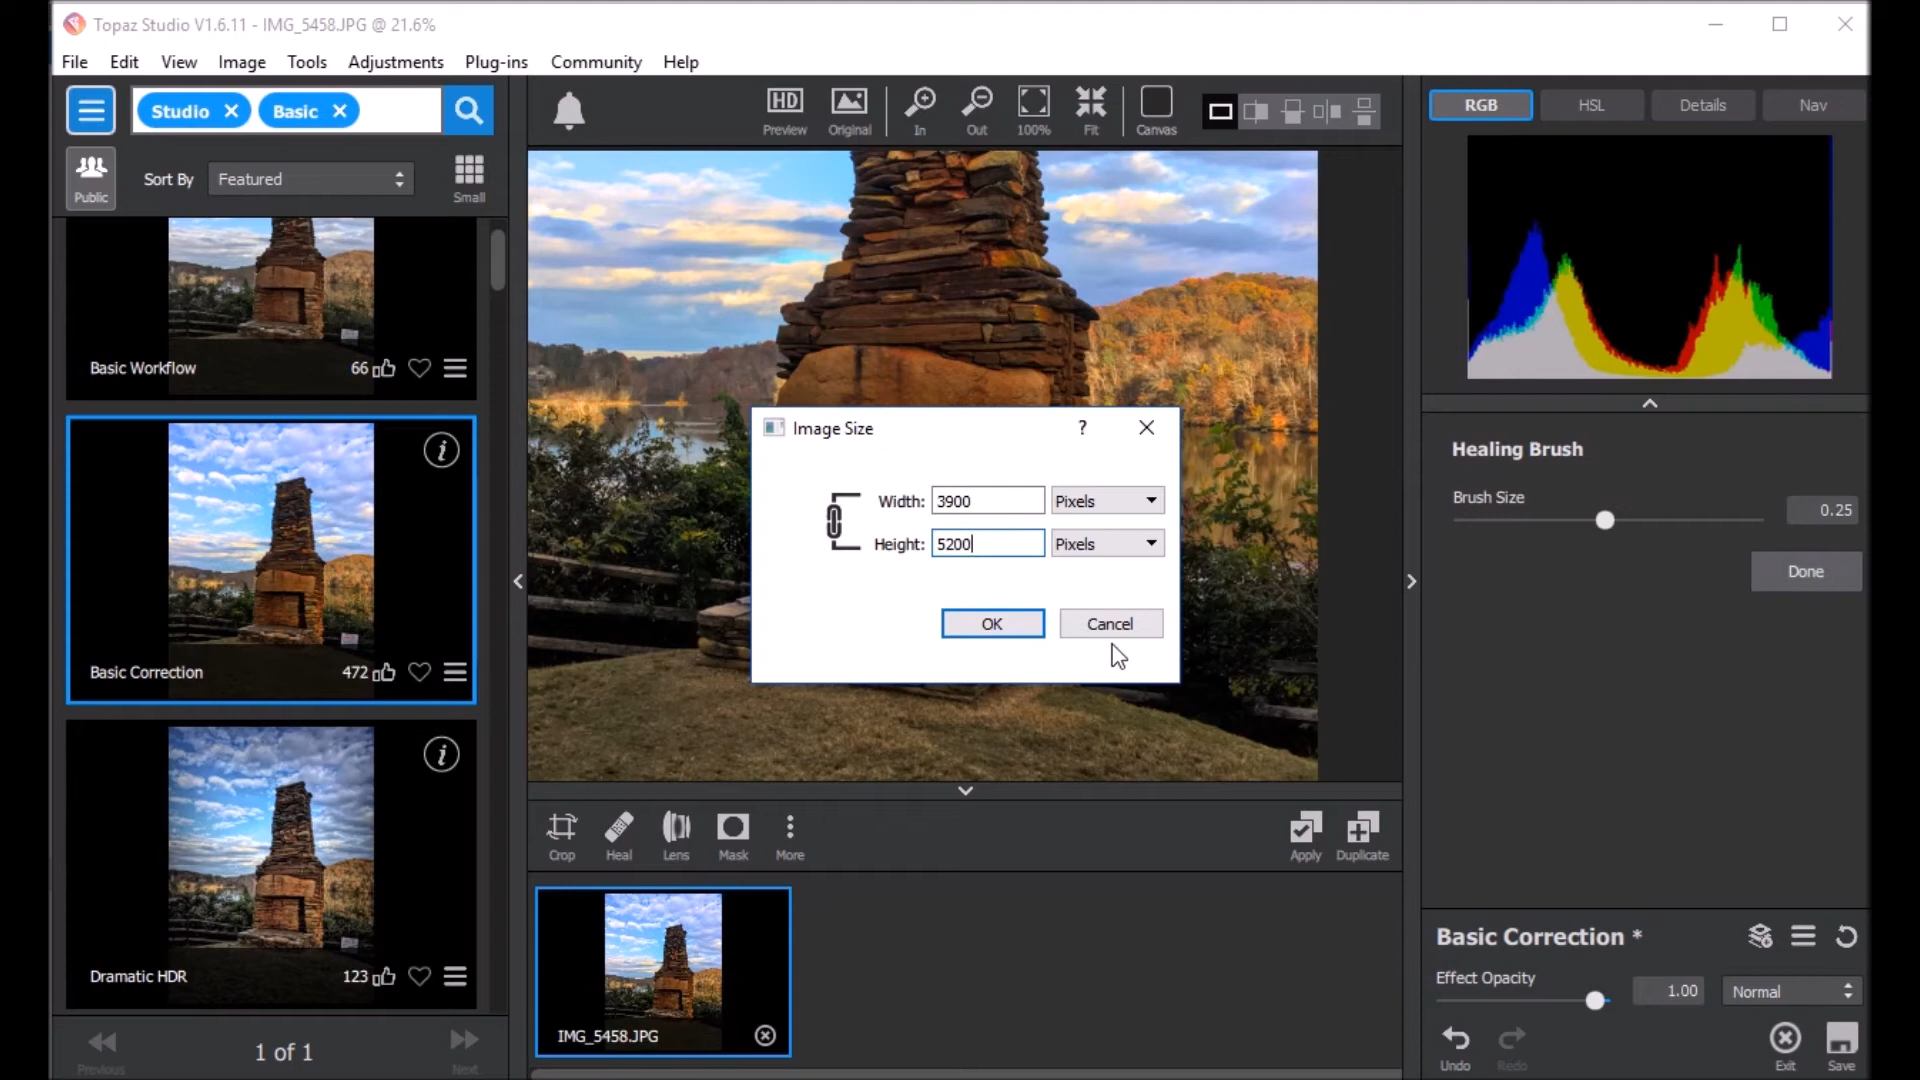 Topaz Studio V1.6.11 - IMG_5458.JPG @ 21.6%
File Edit View Image Tools Adjustments Plug-ins Community Help
Studio Basic
Public Sort By Featured Small
Basic Workflow 66
Basic Correction 472
Dramatic HDR 123
Previous 1 of 1 Next
HD Preview Original In Out 100% Fit Canvas
Image Size ?
Width: 3900 Pixels
Height: 5200 Pixels
OK Cancel
Crop Heal Lens Mask More Apply Duplicate
IMG_5458.JPG
RGB HSL Details Nav
Healing Brush
Brush Size 0.25
Done
Basic Correction *
Effect Opacity 1.00 Normal
Undo Redo Exit Save